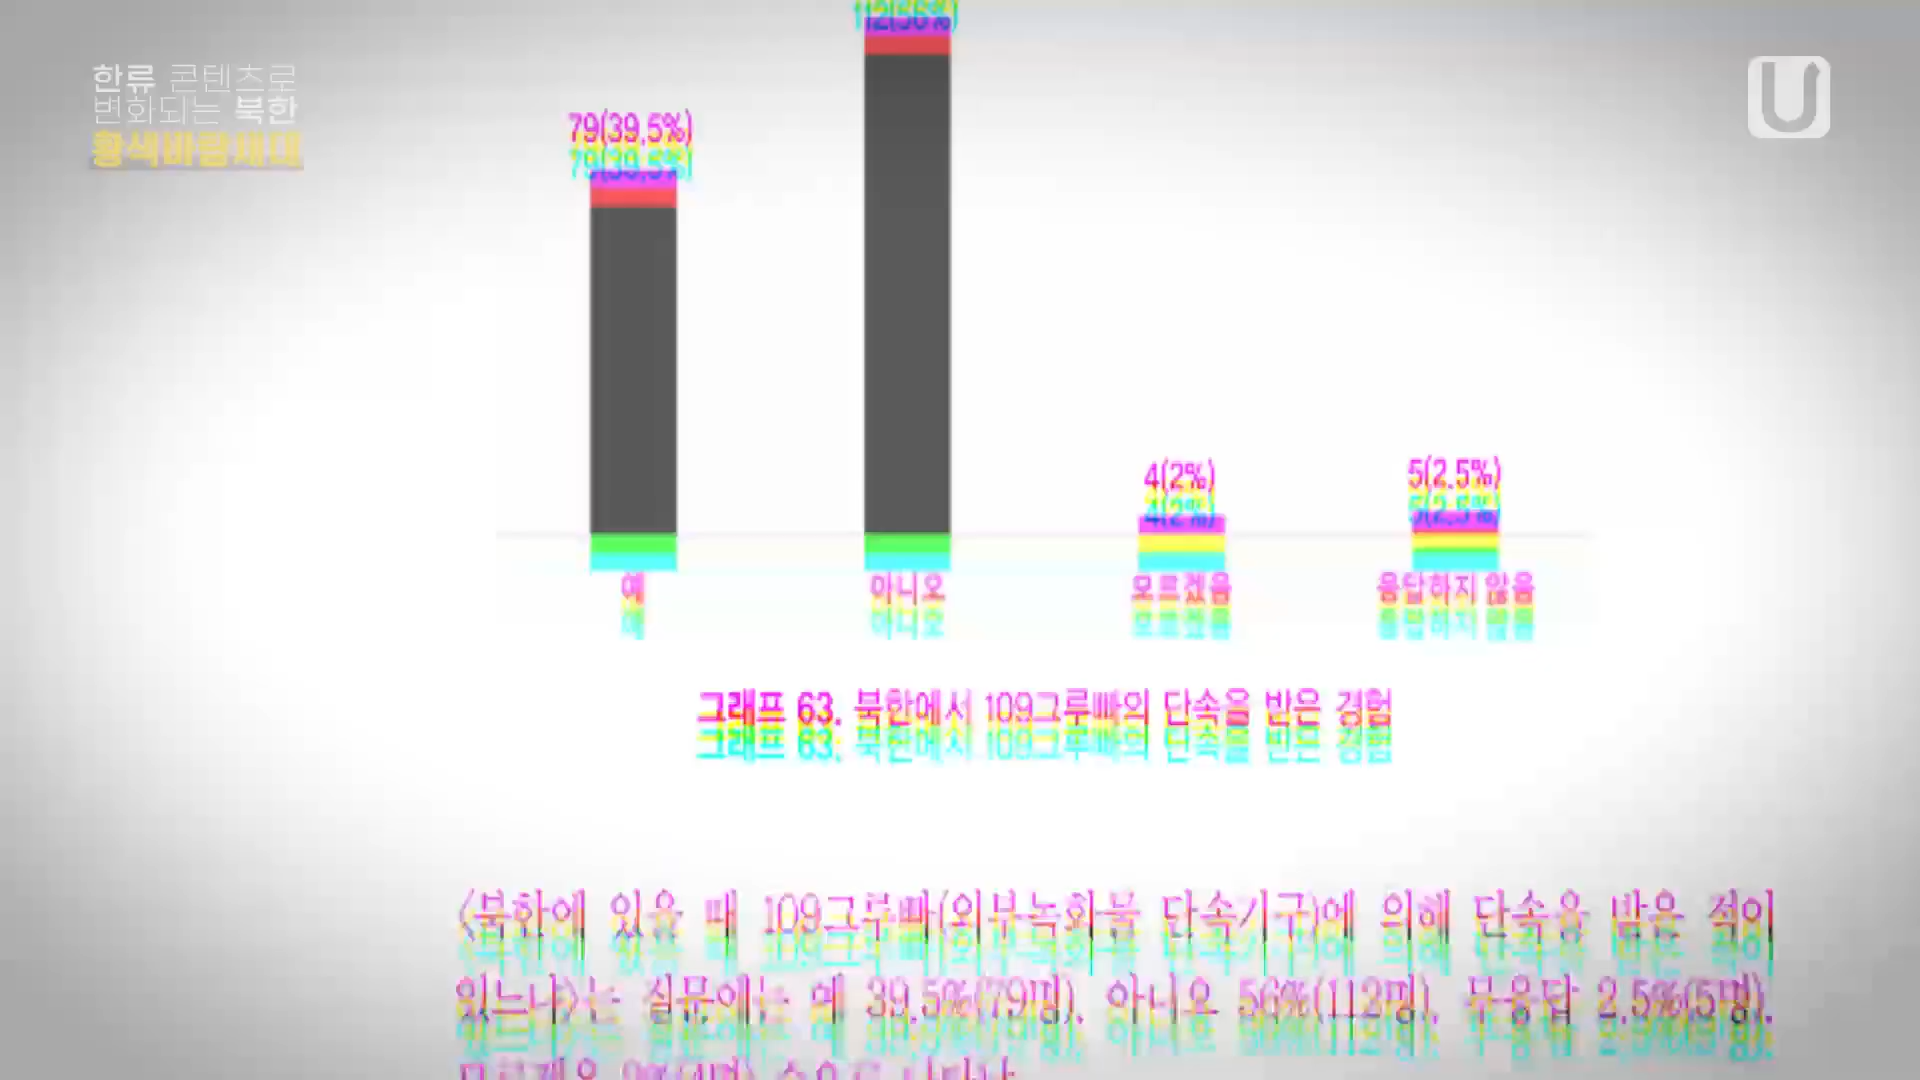 한류 콘텐츠로
변화되는 북한
황색바람세대
U
112(56%)
79(39.5%)
4(2%)
5(2.5%)
예
아니오
모르겠음
응답하지 않음
그래프 63. 북한에서 109그루빠의 단속을 받은 경험
<북한에 있을 때 109그루빠(외부녹화물 단속기구)에 의해 단속을 받은 적이
있느냐>는 질문에는 예 39.5%(79명), 아니오 56%(112명), 무응답 2.5%(5명),